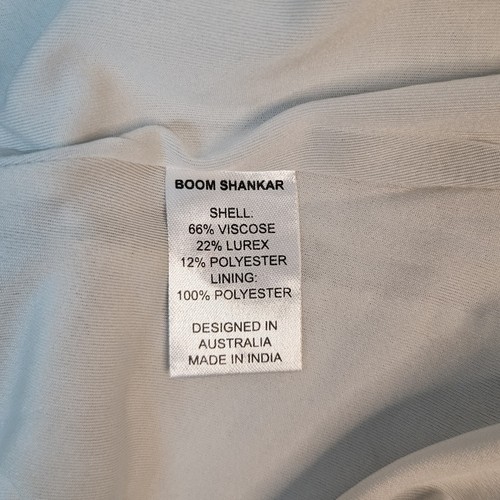 BOOM SHANKAR
SHELL:
66% VISCOSE
22% LUREX
12% POLYESTER
LINING:
100% POLYESTER
DESIGNED IN
AUSTRALIA
MADE IN INDIA